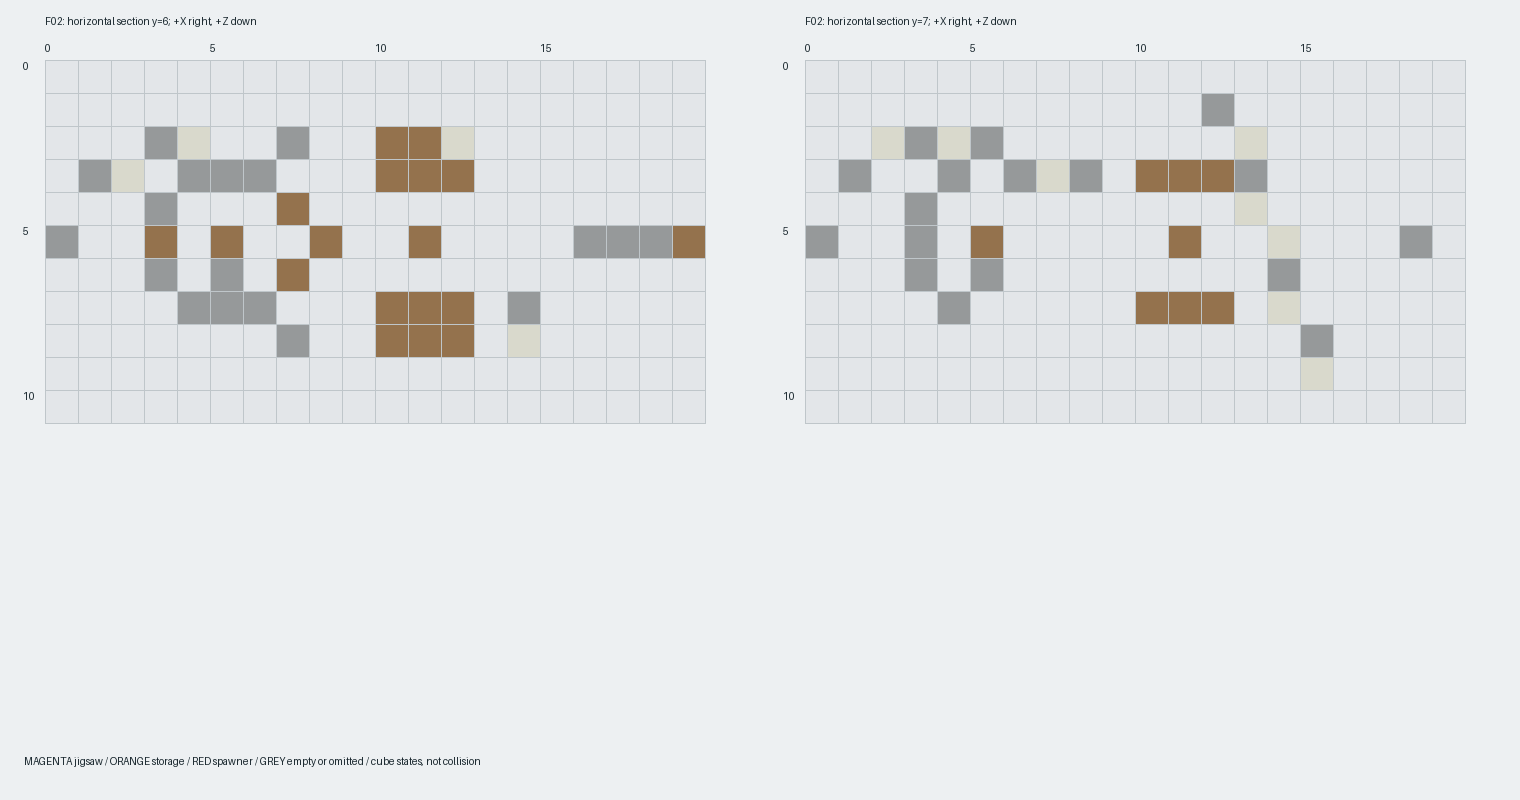 F02: horizontal section y=6; +X right, +Z down
F02: horizontal section y=7; +X right, +Z down
0 5 10 15
0 5 10 15
0
0
5
5
10
10
MAGENTA jigsaw / ORANGE storage / RED spawner / GREY empty or omitted / cube states, not collision